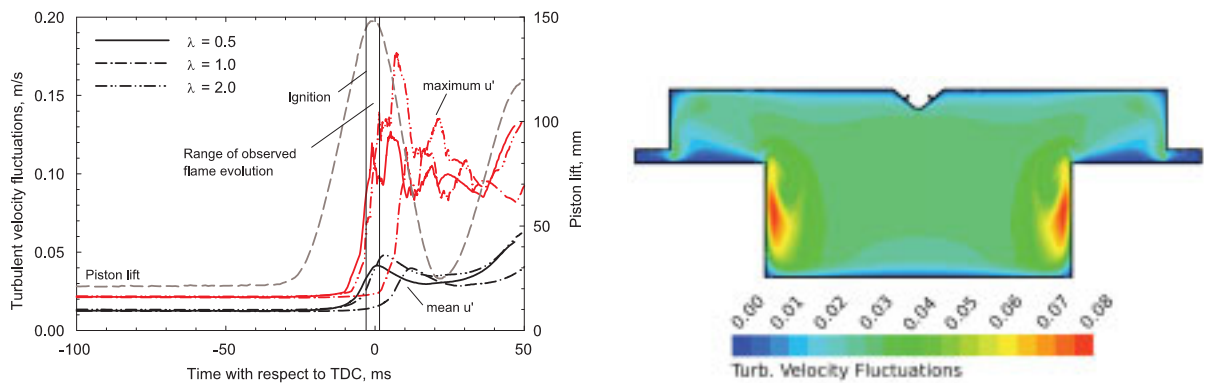 0.20
0.15
0.10
0.05
0.00
Turbulent velocity fluctuations, m/s
λ = 0.5
λ = 1.0
λ = 2.0
Ignition
Range of observed
flame evolution
maximum u'
Piston lift
mean u'
150
100
50
0
Piston lift, mm
-100
-50
0
50
Time with respect to TDC, ms
0.00
0.01
0.02
0.03
0.04
0.05
0.06
0.07
0.08
Turb. Velocity Fluctuations